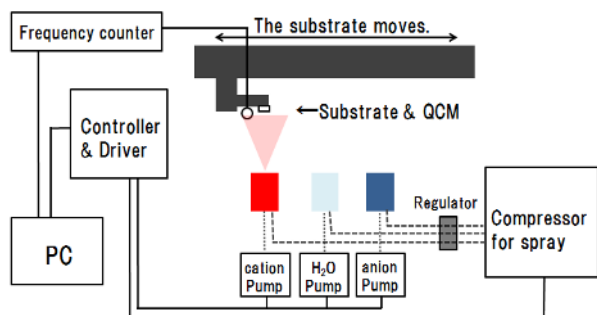 Frequency counter
The substrate moves.
←Substrate & QCM
Controller
& Driver
Regulator
Compressor
for spray
PC
cation
Pump
H₂O
Pump
anion
Pump